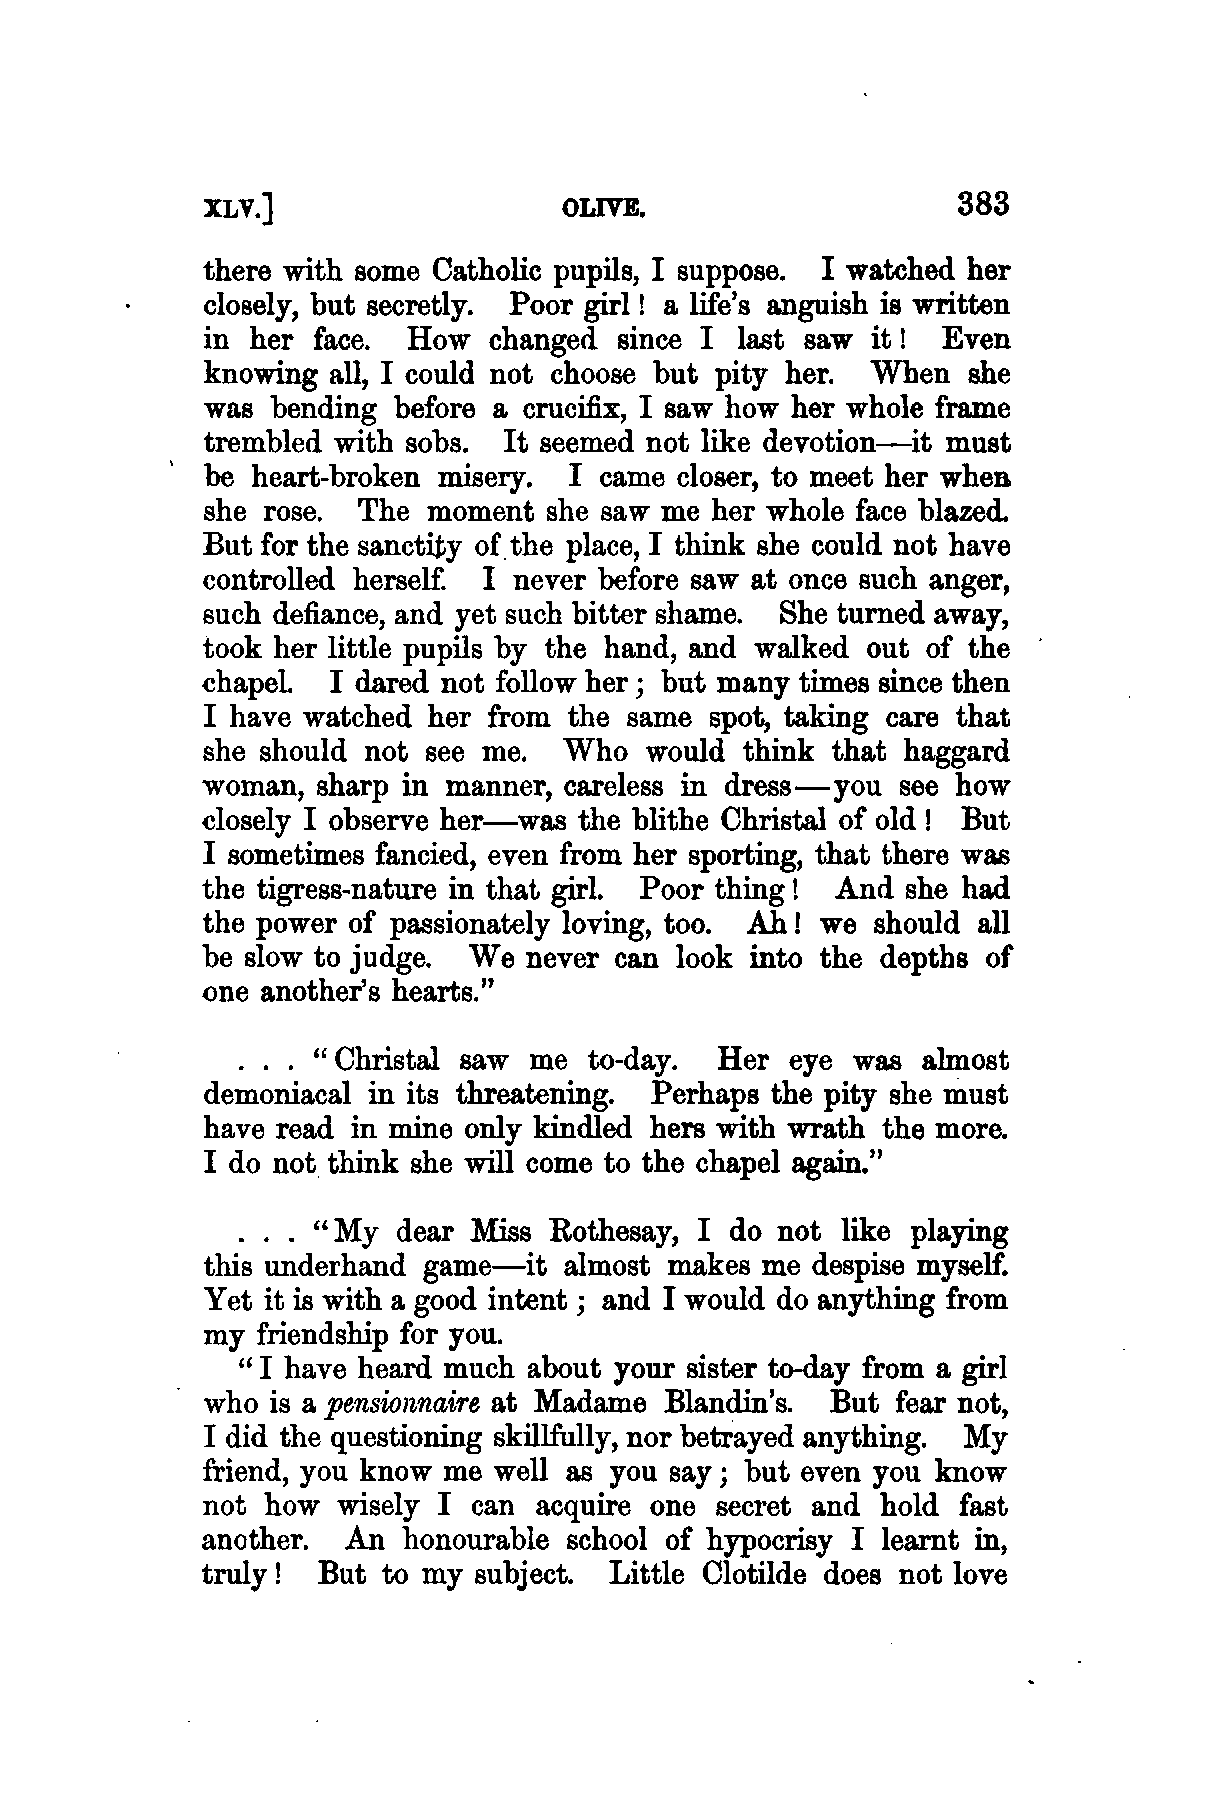 XLV.] OLIVE. 383
there with some Catholic pupils, I suppose. I watched her
closely, but secretly. Poor girl! a life's anguish is written
in her face. How changed since I last saw it! Even
knowing all, I could not choose but pity her. When she
was bending before a crucifix, I saw how her whole frame
trembled with sobs. It seemed not like devotion—it must
be heart-broken misery. I came closer, to meet her when
she rose. The moment she saw me her whole face blazed.
But for the sanctity of the place, I think she could not have
controlled herself. I never before saw at once such anger,
such defiance, and yet such bitter shame. She turned away,
took her little pupils by the hand, and walked out of the
chapel. I dared not follow her; but many times since then
I have watched her from the same spot, taking care that
she should not see me. Who would think that haggard
woman, sharp in manner, careless in dress—you see how
closely I observe her—was the blithe Christal of old! But
I sometimes fancied, even from her sporting, that there was
the tigress-nature in that girl. Poor thing! And she had
the power of passionately loving, too. Ah! we should all
be slow to judge. We never can look into the depths of
one another's hearts."
. . . "Christal saw me to-day. Her eye was almost
demoniacal in its threatening. Perhaps the pity she must
have read in mine only kindled hers with wrath the more.
I do not think she will come to the chapel again."
. . . "My dear Miss Rothesay, I do not like playing
this underhand game—it almost makes me despise myself.
Yet it is with a good intent; and I would do anything from
my friendship for you.
"I have heard much about your sister to-day from a girl
who is a pensionnaire at Madame Blandin's. But fear not,
I did the questioning skillfully, nor betrayed anything. My
friend, you know me well as you say; but even you know
not how wisely I can acquire one secret and hold fast
another. An honourable school of hypocrisy I learnt in,
truly! But to my subject. Little Clotilde does not love